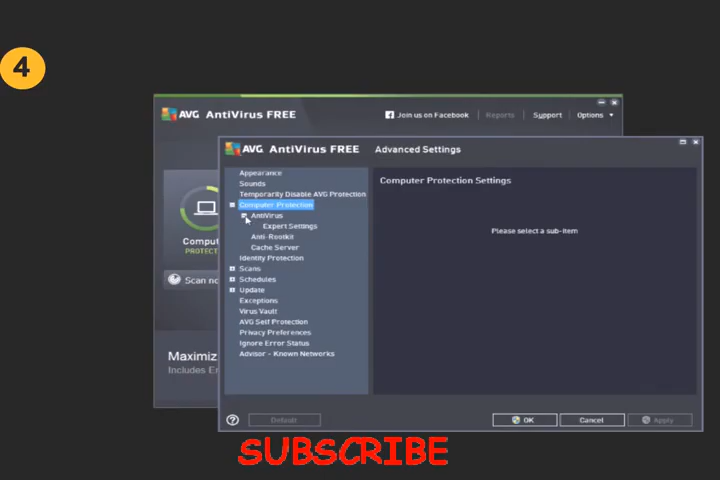 4
AVG AntiVirus FREE
Join us on Facebook
Reports
Support
Options
AVG AntiVirus FREE
Advanced Settings
Appearance
Sounds
Temporarily Disable AVG Protection
Computer Protection
AntiVirus
Expert Settings
Anti-Rootkit
Cache Server
Identity Protection
Scans
Schedules
Update
Exceptions
Virus Vault
AVG Self Protection
Privacy Preferences
Ignore Error Status
Advisor - Known Networks
Computer Protection Settings
Please select a sub-item
Comput
PROTEC
Scan no
Maximiz
Includes En
?
Default
OK
Cancel
Apply
SUBSCRIBE